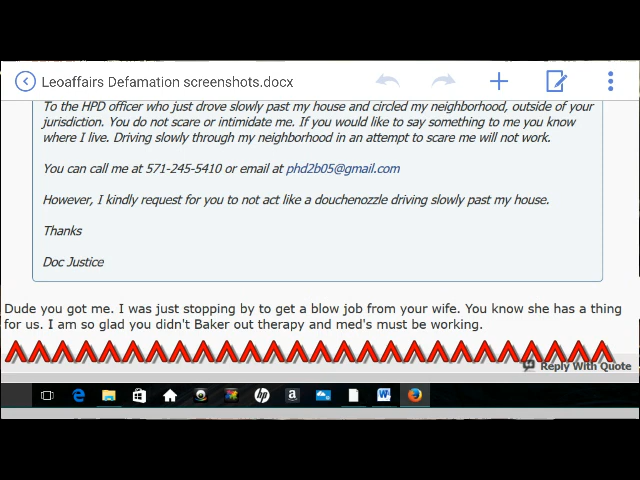 Leoaffairs Defamation screenshots.docx
To the HPD officer who just drove slowly past my house and circled my neighborhood, outside of your
jurisdiction. You do not scare or intimidate me. If you would like to say something to me you know
where I live. Driving slowly through my neighborhood in an attempt to scare me will not work.
You can call me at 571-245-5410 or email at phd2b05@gmail.com
However, I kindly request for you to not act like a douchenozzle driving slowly past my house.
Thanks
Doc Justice
Dude you got me. I was just stopping by to get a blow job from your wife. You know she has a thing
for us. I am so glad you didn't Baker out therapy and med's must be working.
Reply With Quote